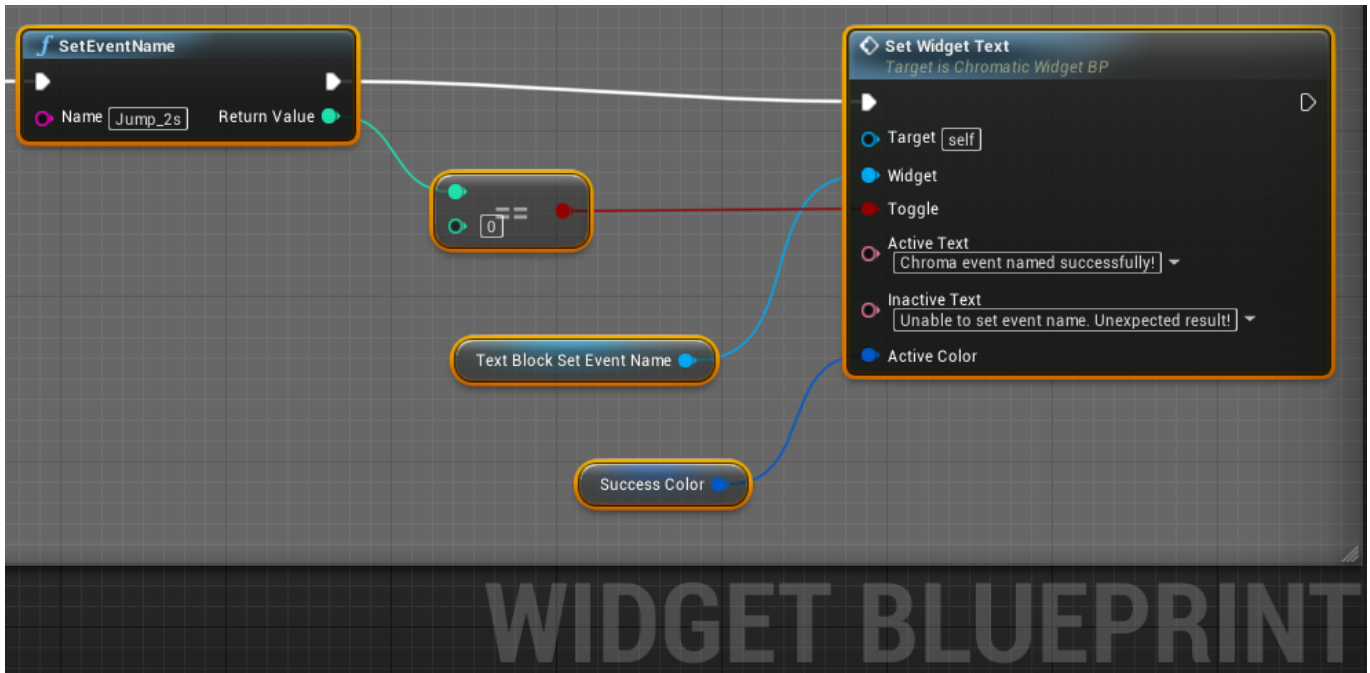 SetEventName
Name Jump_2s Return Value
==
0
Text Block Set Event Name
Success Color
Set Widget Text
Target is Chromatic Widget BP
Target self
Widget
Toggle
Active Text
Chroma event named successfully!
Inactive Text
Unable to set event name. Unexpected result!
Active Color
WIDGET BLUEPRINT